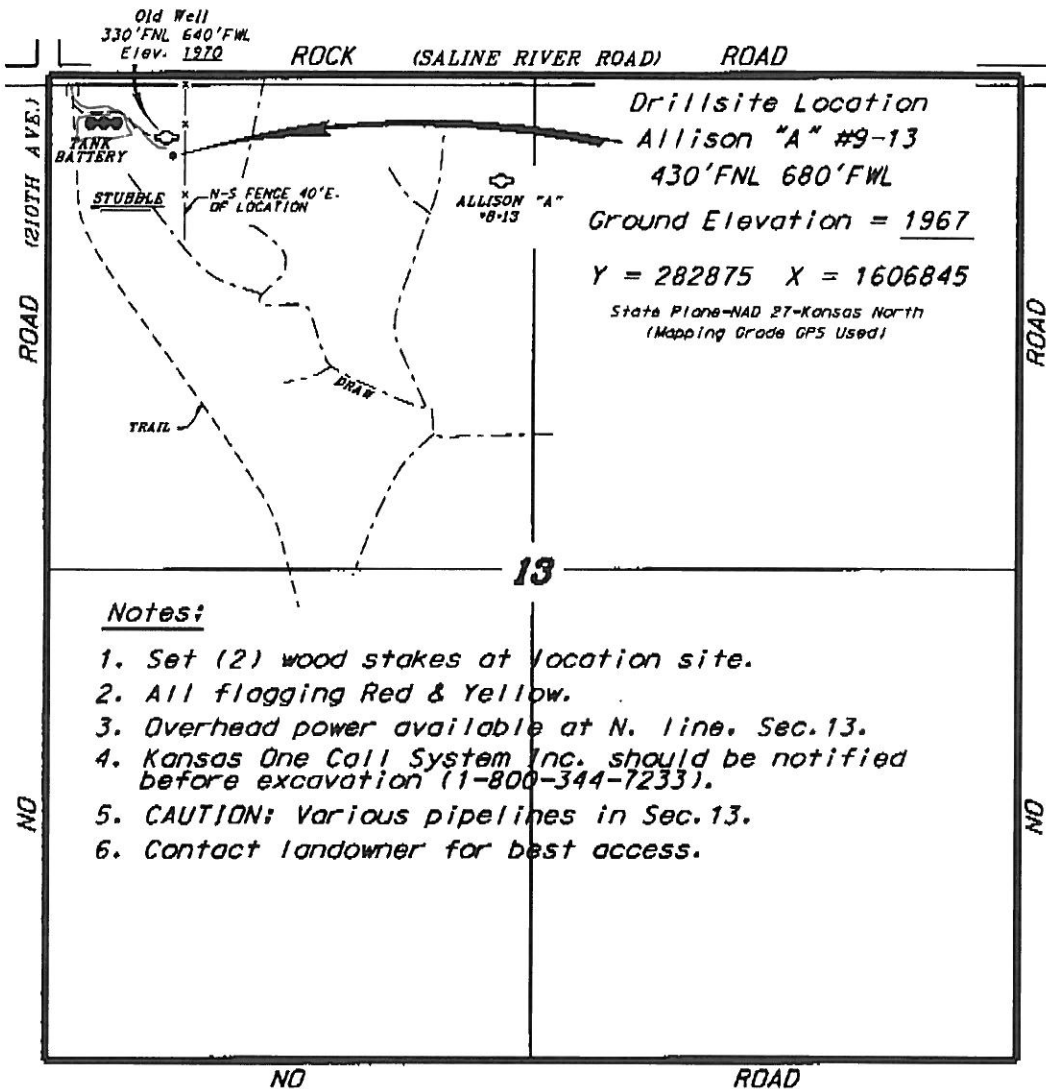 Old Well
330'FNL 640'FWL
Elev. 1970
ROCK (SALINE RIVER ROAD) ROAD
ROAD (210TH AVE.)
TANK
BATTERY
STUBBLE
N-S FENCE 40'E.
OF LOCATION
ALLISON "A"
#8-13
Drillsite Location
Allison "A" #9-13
430'FNL 680'FWL
Ground Elevation = 1967
Y = 282875 X = 1606845
State Plane-NAD 27-Kansas North
(Mapping Grade GPS Used)
ROAD
DRAW
TRAIL
13
Notes:
1. Set (2) wood stakes at location site.
2. All flagging Red & Yellow.
3. Overhead power available at N. line, Sec.13.
4. Kansas One Call System Inc. should be notified
before excavation (1-800-344-7233).
5. CAUTION: Various pipelines in Sec.13.
6. Contact landowner for best access.
NO
NO
NO ROAD